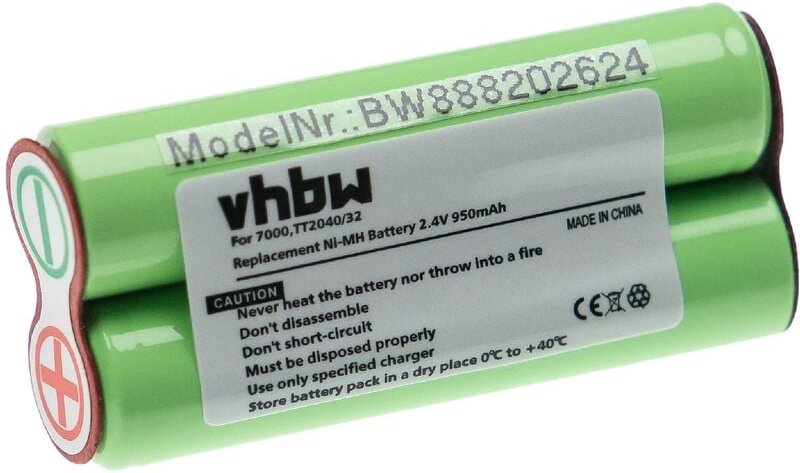 ModelNr.:BW888202624
vhbw
For 7000,TT2040/32
Replacement Ni-MH Battery 2.4V 950mAh
MADE IN CHINA
CAUTION
Never heat the battery nor throw into a fire
Don't disassemble
Don't short-circuit
Must be disposed properly
Use only specified charger
Store battery pack in a dry place 0℃ to +40℃
CE